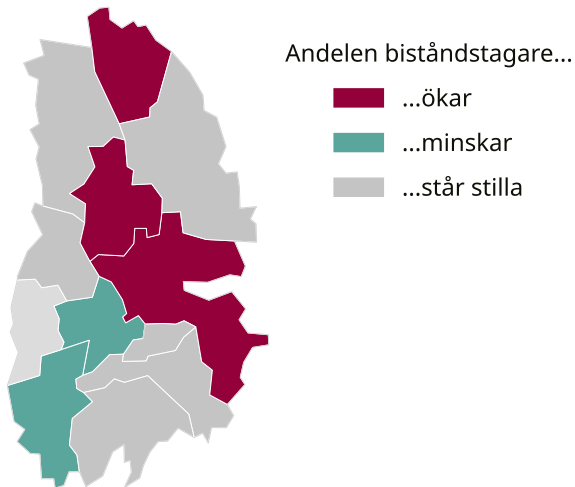 Andelen biståndstagare...
...ökar
...minskar
...står stilla